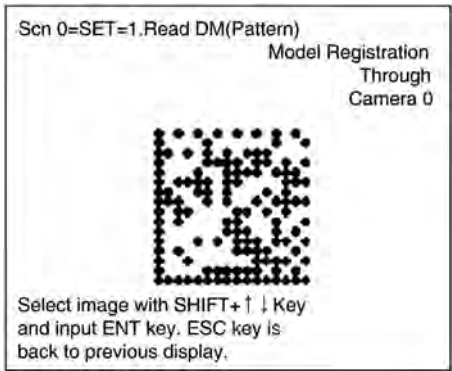 Scn 0=SET=1.Read DM(Pattern)
Model Registration
Through
Camera 0
Select image with SHIFT+↑ ↓ Key
and input ENT key. ESC key is
back to previous display.